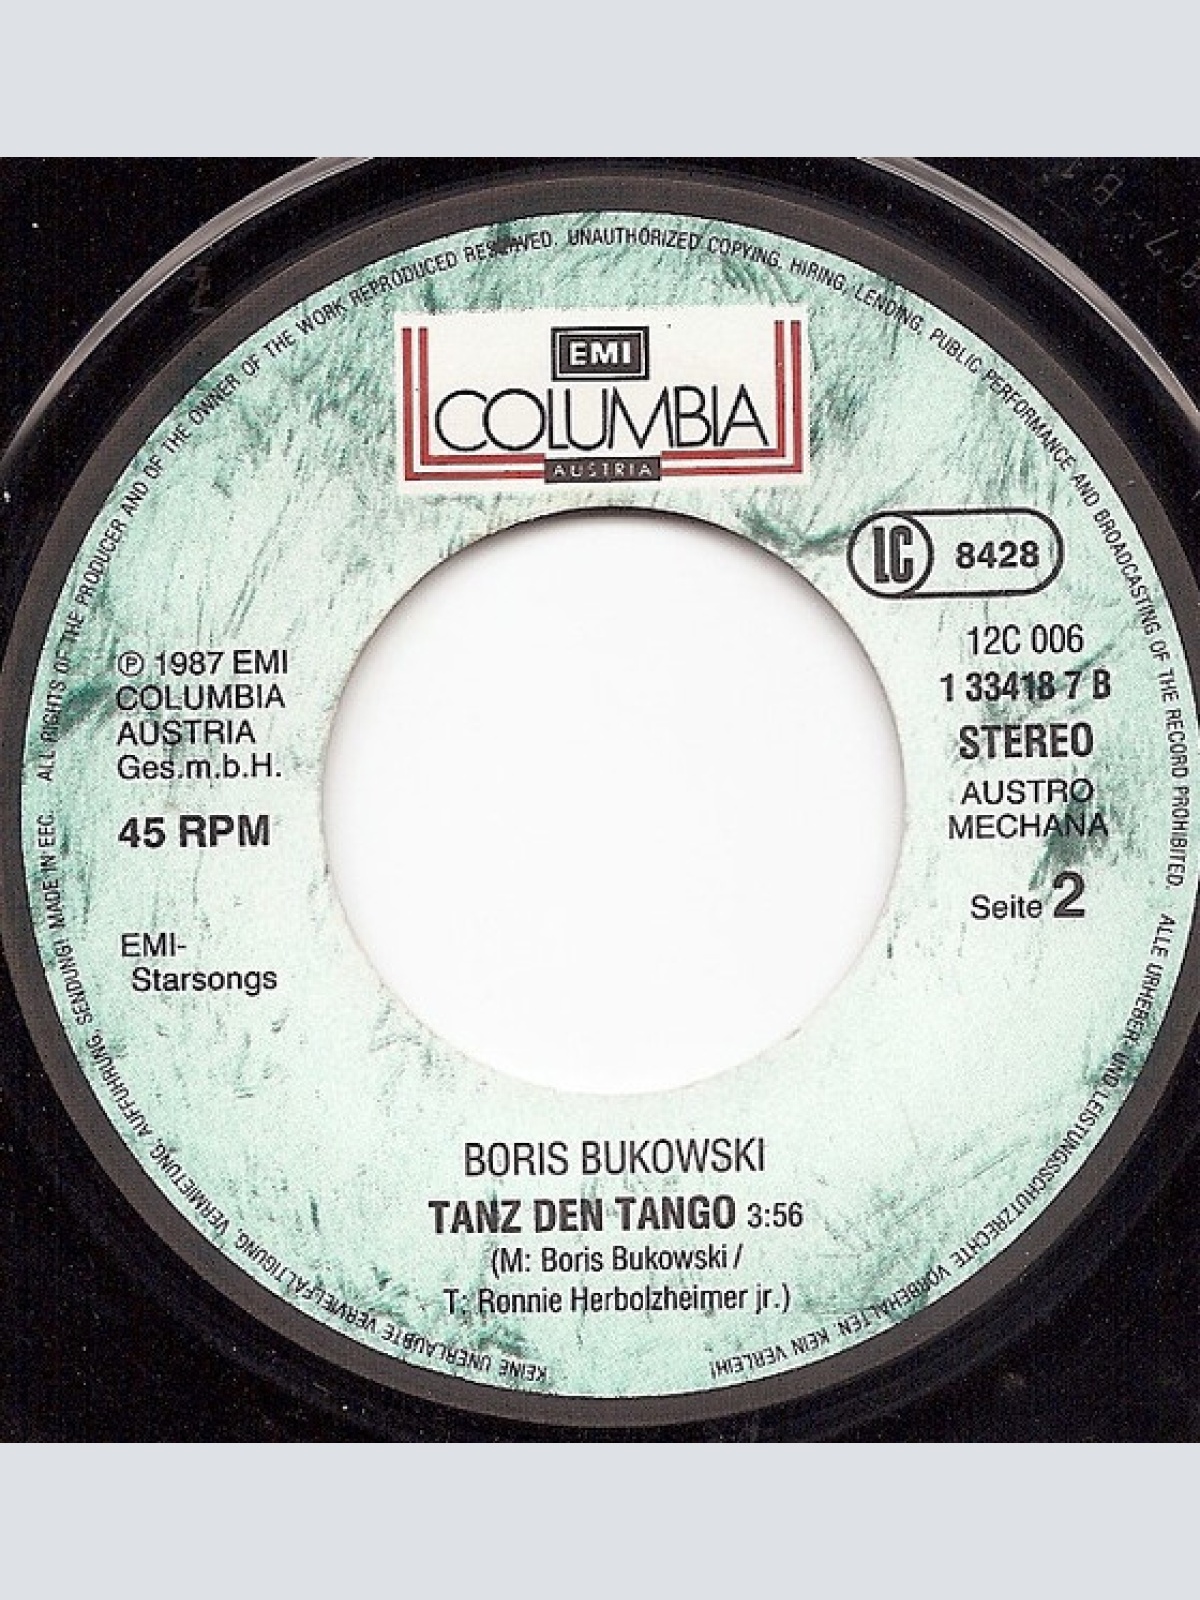 ALL RIGHTS OF THE PRODUCER AND OF THE OWNER OF THE WORK REPRODUCED RESERVED. UNAUTHORIZED COPYING, HIRING, LENDING, PUBLIC PERFORMANCE AND BROADCASTING OF THE RECORD PROHIBITED.
EMI
COLUMBIA
AUSTRIA
LC 8428
12C 006
1 33418 7 B
STEREO
AUSTRO
MECHANA
Seite 2
℗ 1987 EMI
COLUMBIA
AUSTRIA
Ges.m.b.H.
45 RPM
EMI-
Starsongs
BORIS BUKOWSKI
TANZ DEN TANGO 3:56
(M: Boris Bukowski /
T: Ronnie Herbolzheimer jr.)
ALLE URHEBER- UND LEISTUNGSSCHUTZRECHTE VORBEHALTEN. KEIN VERLEIH!
KEINE UNERLAUBTE VERVIELFÄLTIGUNG, VERMIETUNG, AUFFÜHRUNG, SENDUNG! MADE IN EEC.